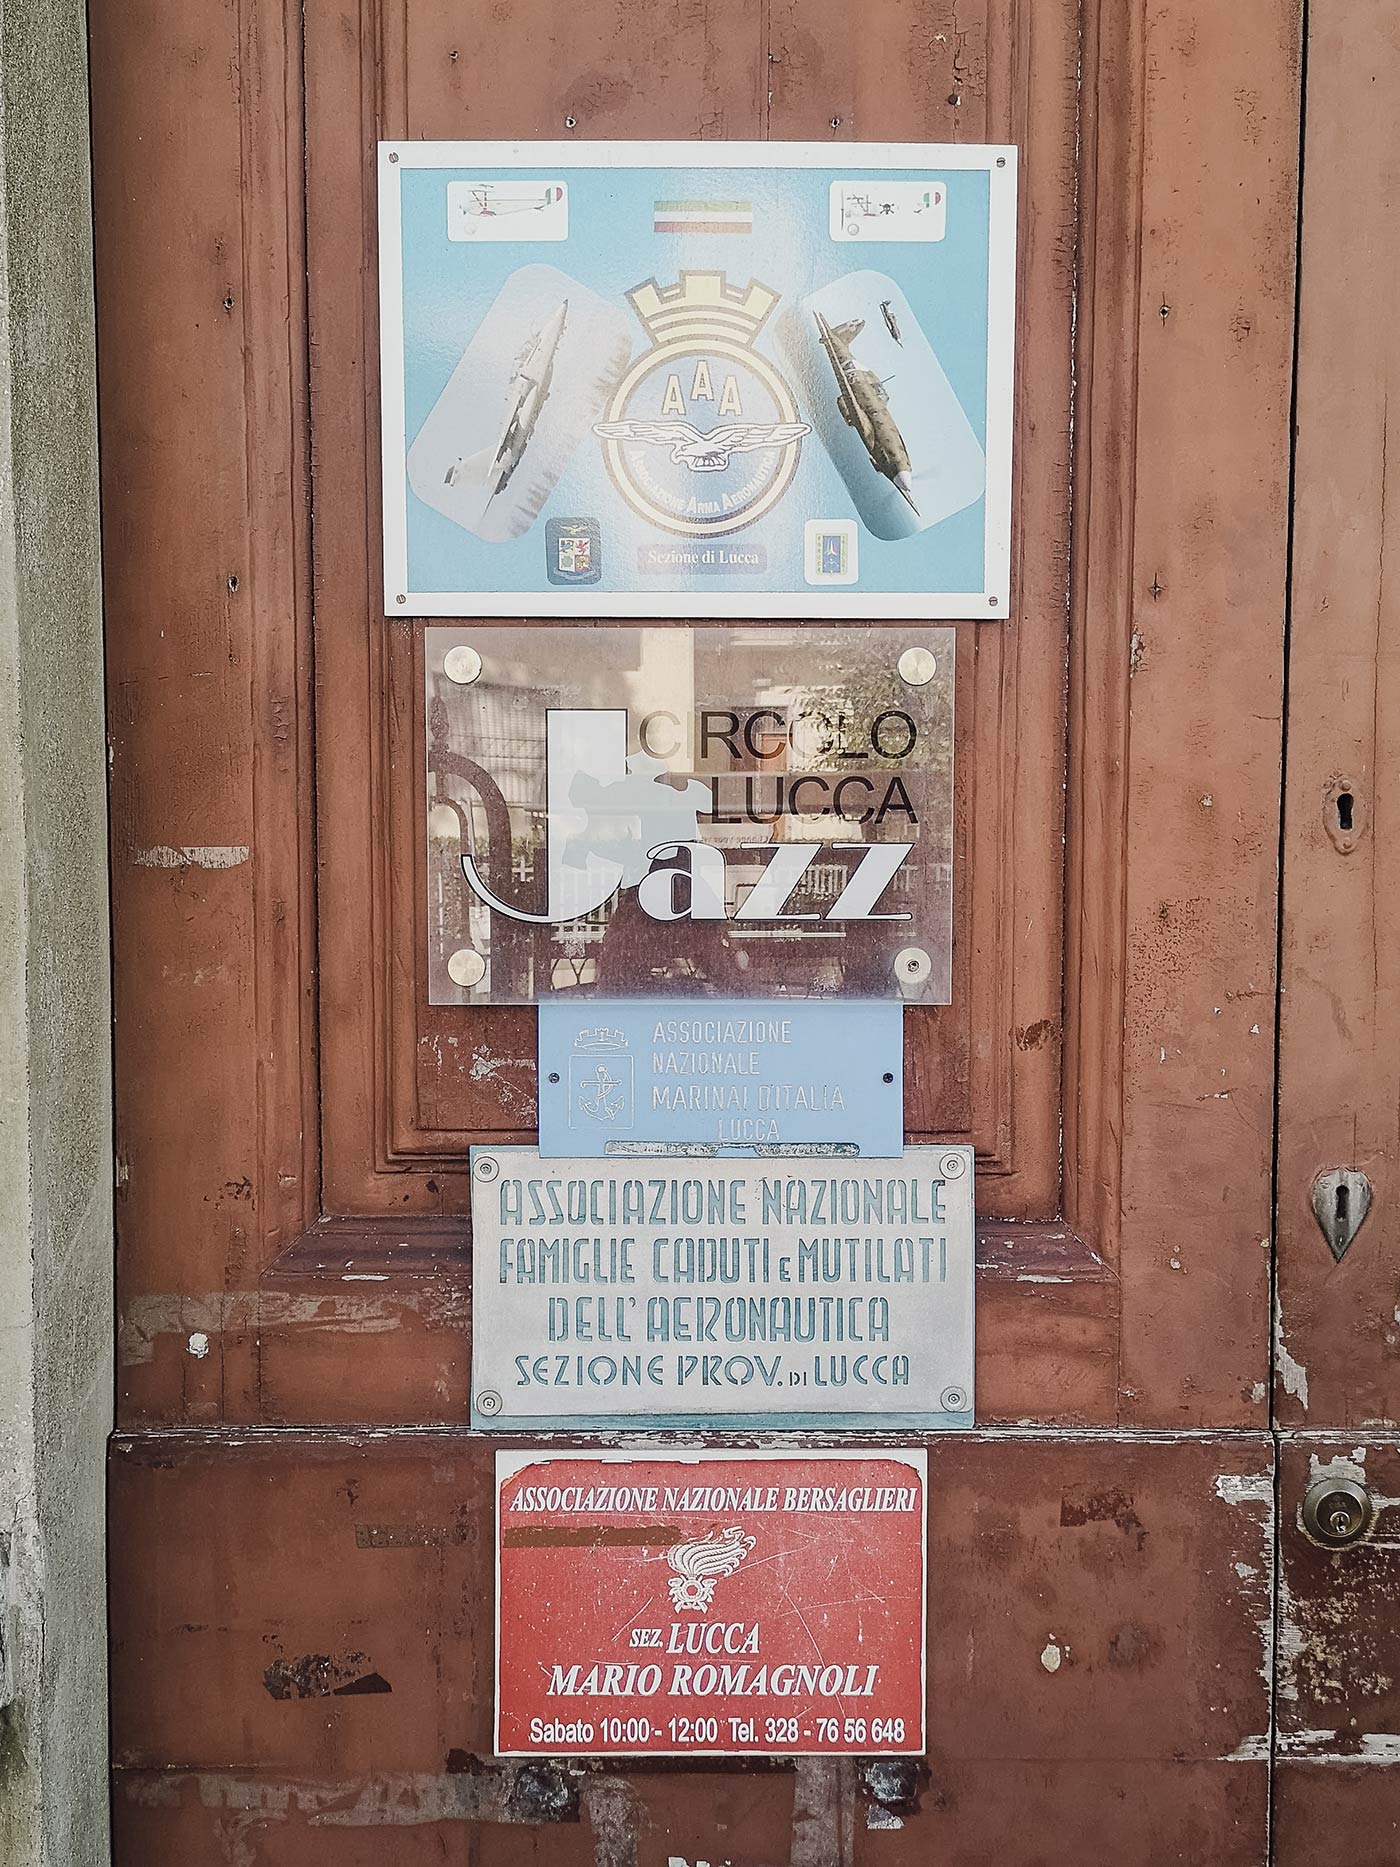 A A A
ASSOCIAZIONE ARMA AERONAUTICA
Sezione di Lucca
CIRCOLO
LUCCA
Jazz
ASSOCIAZIONE
NAZIONALE
MARINAI D'ITALIA
LUCCA
ASSOCIAZIONE NAZIONALE
FAMIGLIE CADUTI E MUTILATI
DELL'AERONAUTICA
SEZIONE PROV. DI LUCCA
ASSOCIAZIONE NAZIONALE BERSAGLIERI
SEZ. LUCCA
MARIO ROMAGNOLI
Sabato 10:00 - 12:00 Tel. 328 - 76 56 648